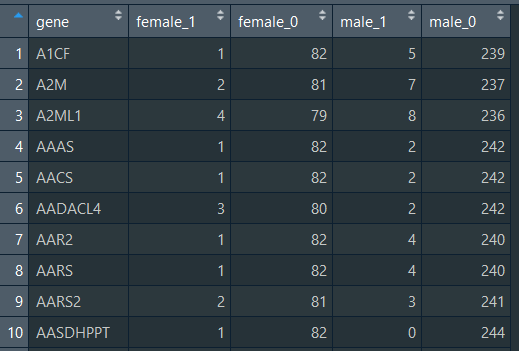 gene female_1 female_0 male_1 male_0
1 A1CF 1 82 5 239
2 A2M 2 81 7 237
3 A2ML1 4 79 8 236
4 AAAS 1 82 2 242
5 AACS 1 82 2 242
6 AADACL4 3 80 2 242
7 AAR2 1 82 4 240
8 AARS 1 82 4 240
9 AARS2 2 81 3 241
10 AASDHPPT 1 82 0 244